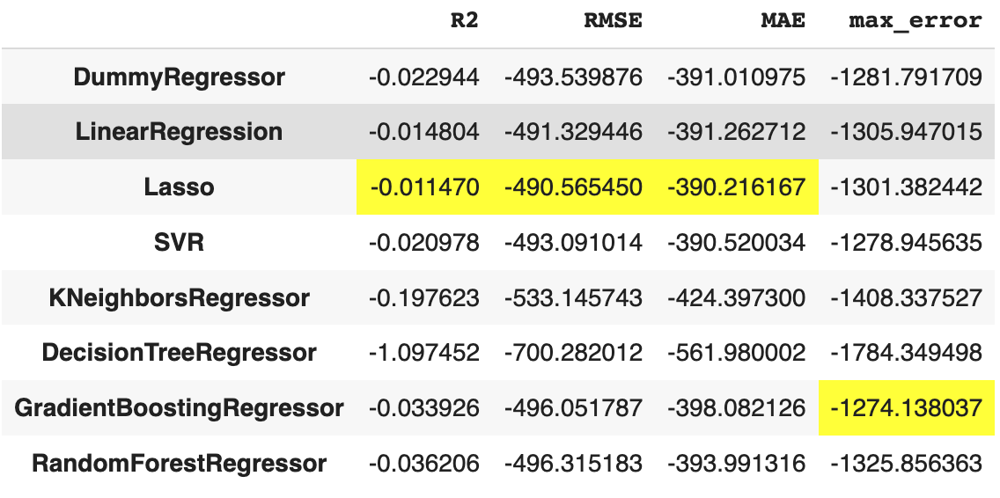 R2 RMSE MAE max_error
DummyRegressor -0.022944 -493.539876 -391.010975 -1281.791709
LinearRegression -0.014804 -491.329446 -391.262712 -1305.947015
Lasso -0.011470 -490.565450 -390.216167 -1301.382442
SVR -0.020978 -493.091014 -390.520034 -1278.945635
KNeighborsRegressor -0.197623 -533.145743 -424.397300 -1408.337527
DecisionTreeRegressor -1.097452 -700.282012 -561.980002 -1784.349498
GradientBoostingRegressor -0.033926 -496.051787 -398.082126 -1274.138037
RandomForestRegressor -0.036206 -496.315183 -393.991316 -1325.856363